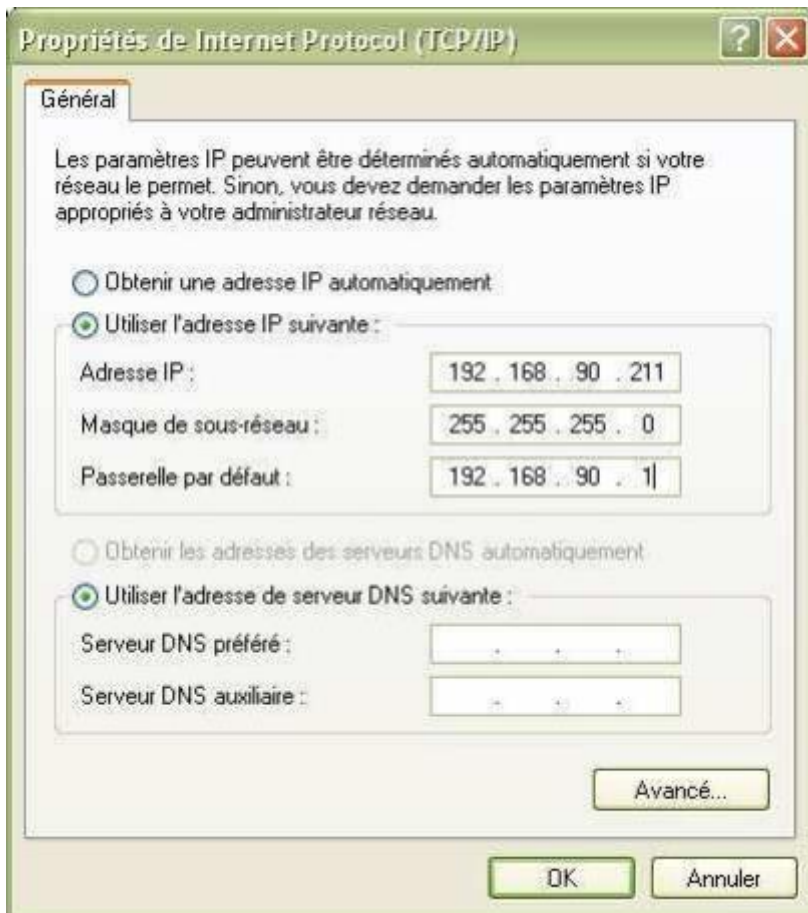 Propriétés de Internet Protocol (TCP/IP)
?
Général
Les paramètres IP peuvent être déterminés automatiquement si votre
réseau le permet. Sinon, vous devez demander les paramètres IP
appropriés à votre administrateur réseau.
Obtenir une adresse IP automatiquement
Utiliser l'adresse IP suivante :
Adresse IP : 192 . 168 . 90 . 211
Masque de sous-réseau : 255 . 255 . 255 . 0
Passerelle par défaut : 192 . 168 . 90 . 1
Obtenir les adresses des serveurs DNS automatiquement
Utiliser l'adresse de serveur DNS suivante :
Serveur DNS préféré : . . .
Serveur DNS auxiliaire : . . .
Avancé...
OK Annuler